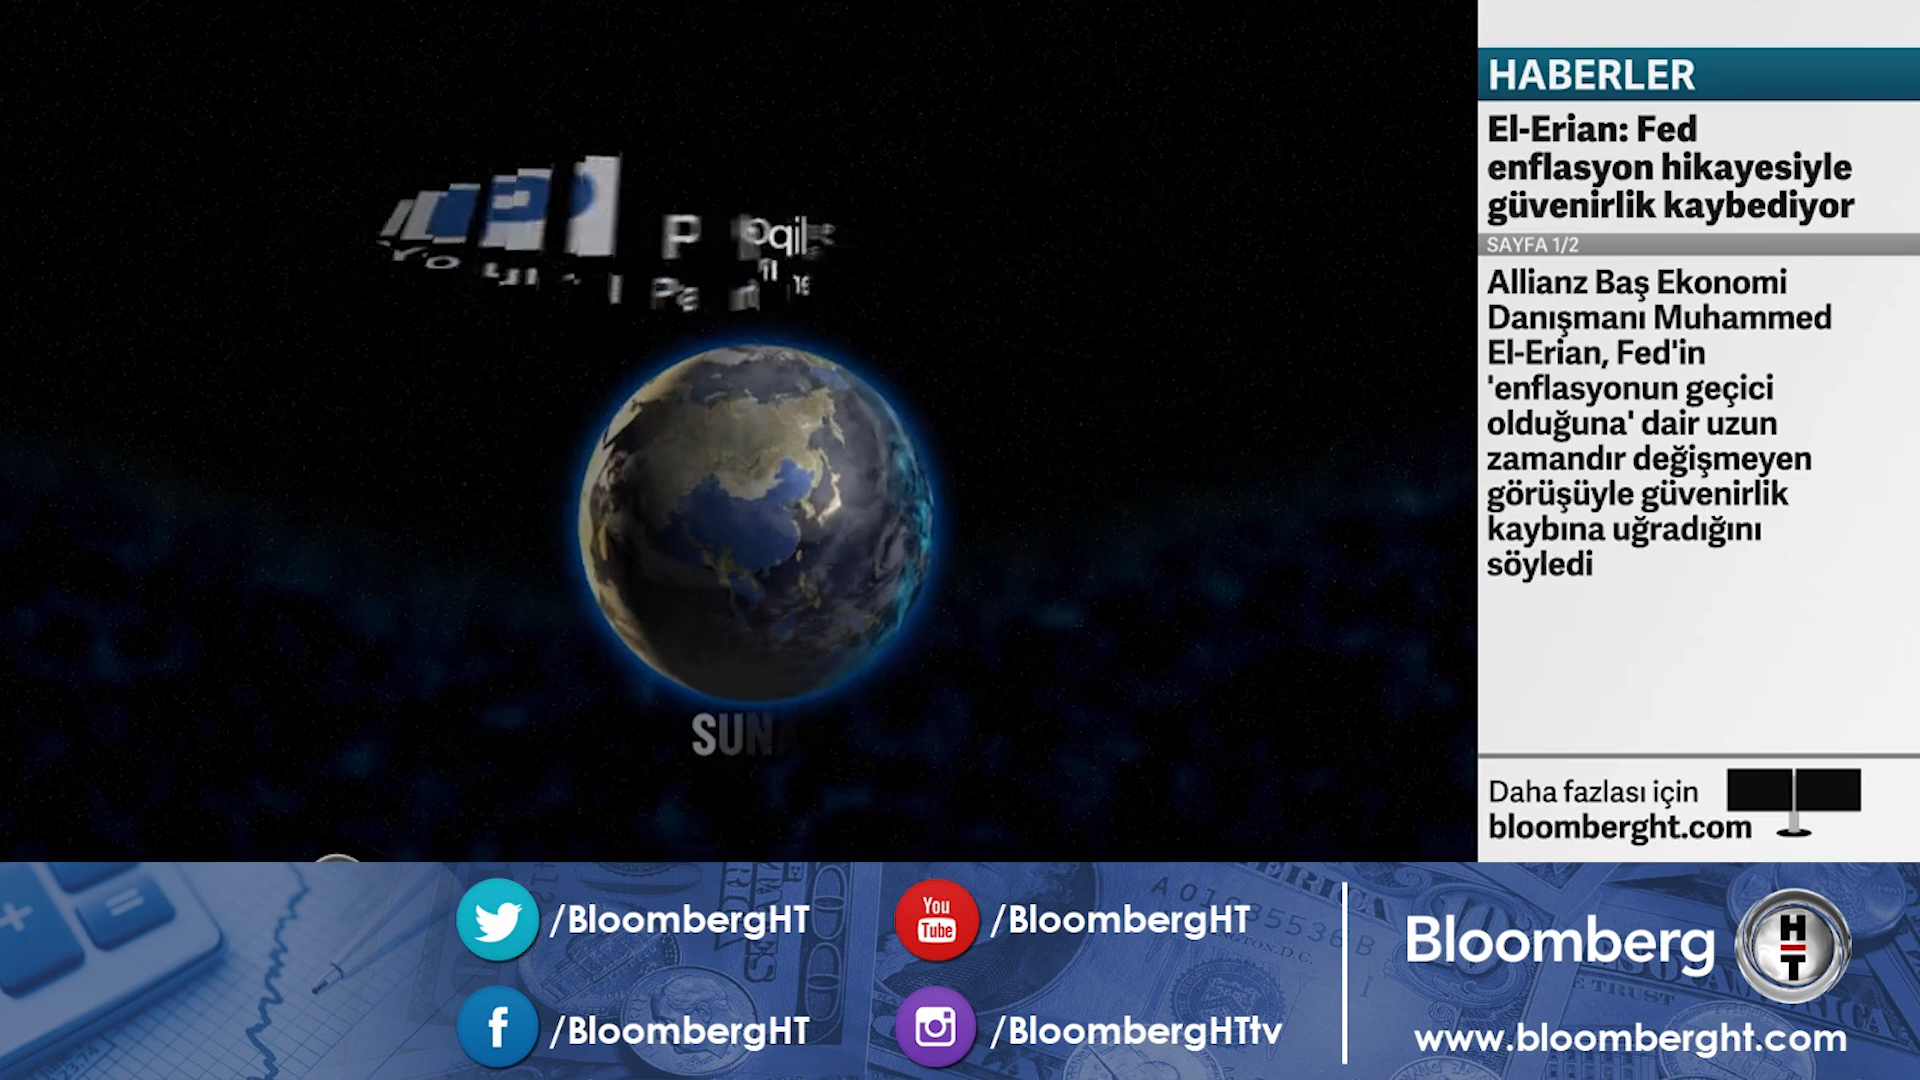 SUN
HABERLER
El-Erian: Fed
enflasyon hikayesiyle
güvenirlik kaybediyor
SAYFA 1/2
Allianz Baş Ekonomi
Danışmanı Muhammed
El-Erian, Fed'in
'enflasyonun geçici
olduğuna' dair uzun
zamandır değişmeyen
görüşüyle güvenirlik
kaybına uğradığını
söyledi
Daha fazlası için
bloomberght.com
/BloombergHT
You
Tube
/BloombergHT
/BloombergHT
/BloombergHTtv
Bloomberg
HT
www.bloomberght.com